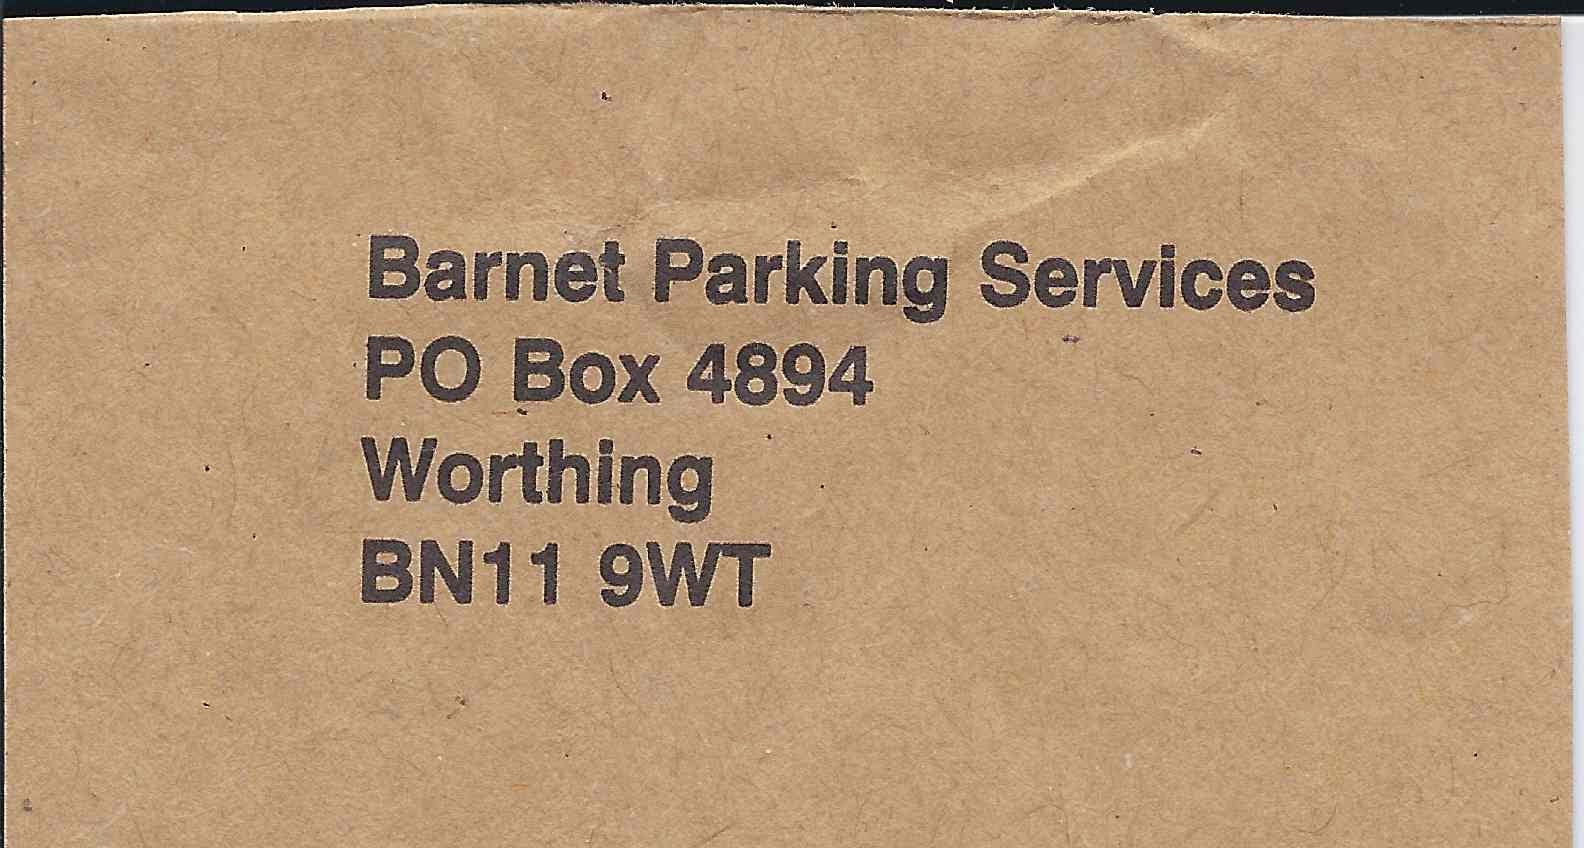 Barnet Parking Services
PO Box 4894
Worthing
BN11 9WT